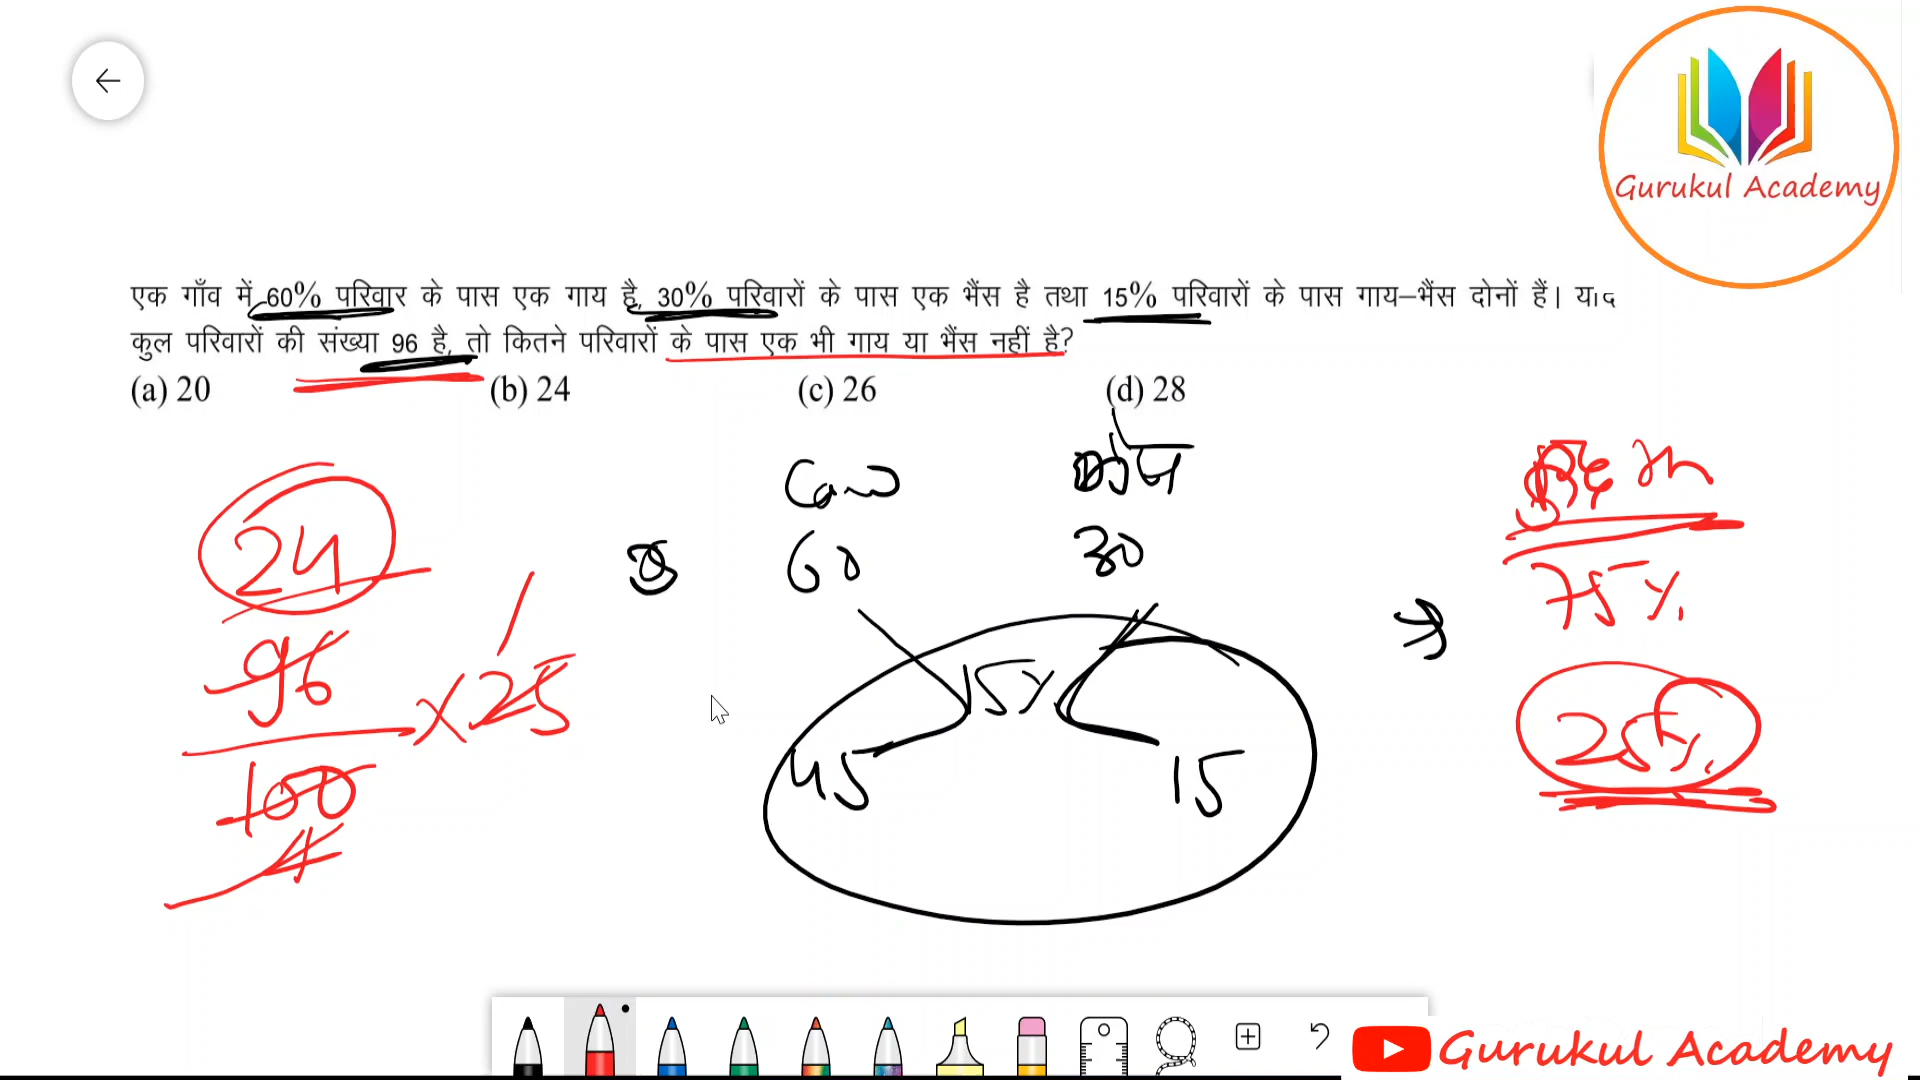 Gurukul Academy
एक गाँव में 60% परिवार के पास एक गाय है, 30% परिवारों के पास एक भैंस है तथा 15% परिवारों के पास गाय–भैंस दोनों हैं। यदि
कुल परिवारों की संख्या 96 है, तो कितने परिवारों के पास एक भी गाय या भैंस नहीं है?
(a) 20 (b) 24 (c) 26 (d) 28
Cow
60 30
24
75%
96
15%
× 25
25%
45 15
100
4
Gurukul Academy